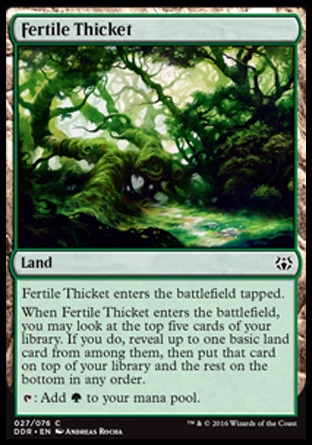 Fertile Thicket
Land
Fertile Thicket enters the battlefield tapped.
When Fertile Thicket enters the battlefield,
you may look at the top five cards of your
library. If you do, reveal up to one basic land
card from among them, then put that card
on top of your library and the rest on the
bottom in any order.
: Add to your mana pool.
027/076 C
DDR • EN Andreas Rocha
™ & © 2016 Wizards of the Coast